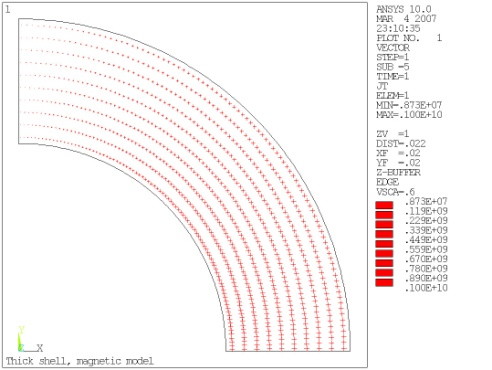 1
ANSYS 10.0
MAR 4 2007
23:10:35
PLOT NO. 1
VECTOR
STEP=1
SUB =5
TIME=1
JT
ELEM=1
MIN=.873E+07
MAX=.100E+10
ZV =1
DIST=.022
XF =.02
YF =.02
Z-BUFFER
EDGE
VSCA=.6
.873E+07
.119E+09
.229E+09
.339E+09
.449E+09
.559E+09
.670E+09
.780E+09
.890E+09
.100E+10
Y
Z X
Thick shell, magnetic model